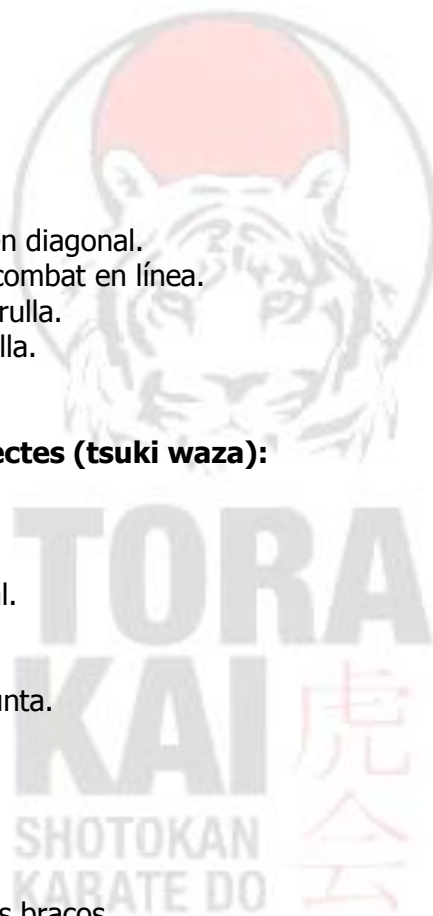 n diagonal.
combat en línea.
rulla.
lla.
ectes (tsuki waza):
l.
unta.
TORA
KAI
虎会
SHOTOKAN
KARATE DO